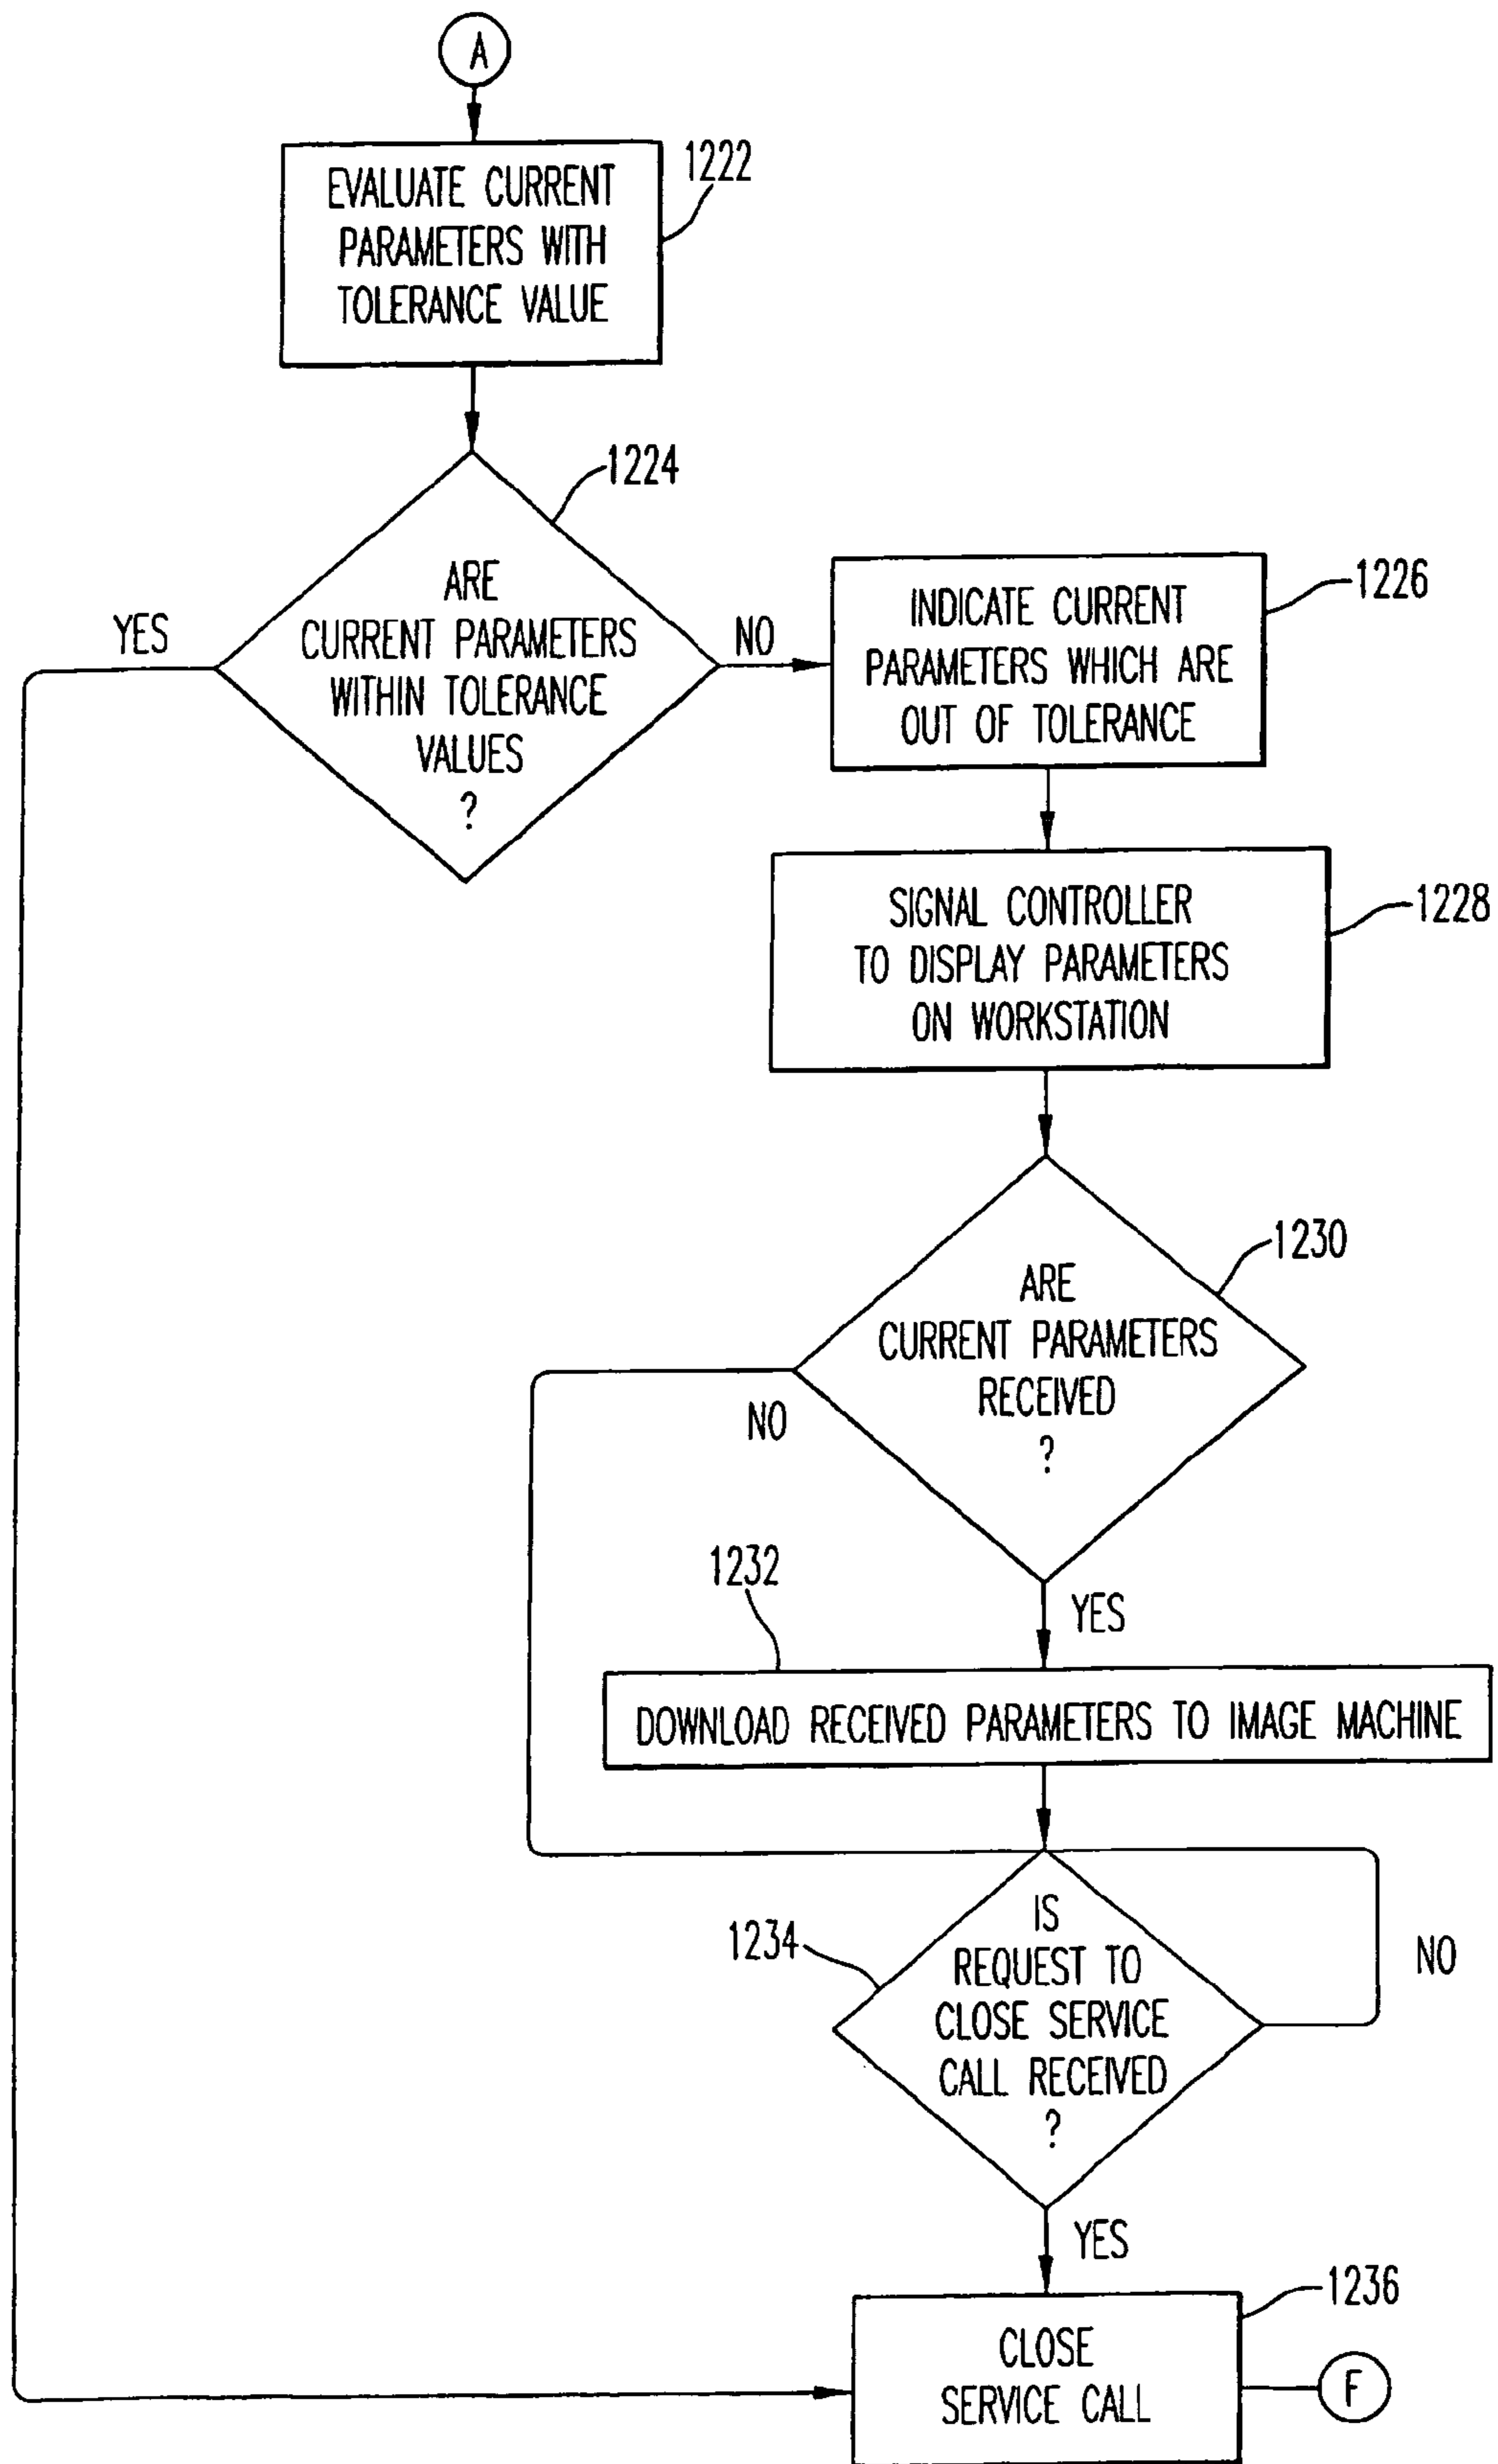 A
1222
EVALUATE CURRENT
PARAMETERS WITH
TOLERANCE VALUE
1224
ARE
CURRENT PARAMETERS
WITHIN TOLERANCE
VALUES
?
YES
NO
1226
INDICATE CURRENT
PARAMETERS WHICH ARE
OUT OF TOLERANCE
1228
SIGNAL CONTROLLER
TO DISPLAY PARAMETERS
ON WORKSTATION
1230
ARE
CURRENT PARAMETERS
RECEIVED
?
NO
YES
1232
DOWNLOAD RECEIVED PARAMETERS TO IMAGE MACHINE
1234
IS
REQUEST TO
CLOSE SERVICE
CALL RECEIVED
?
NO
YES
1236
CLOSE
SERVICE CALL
F